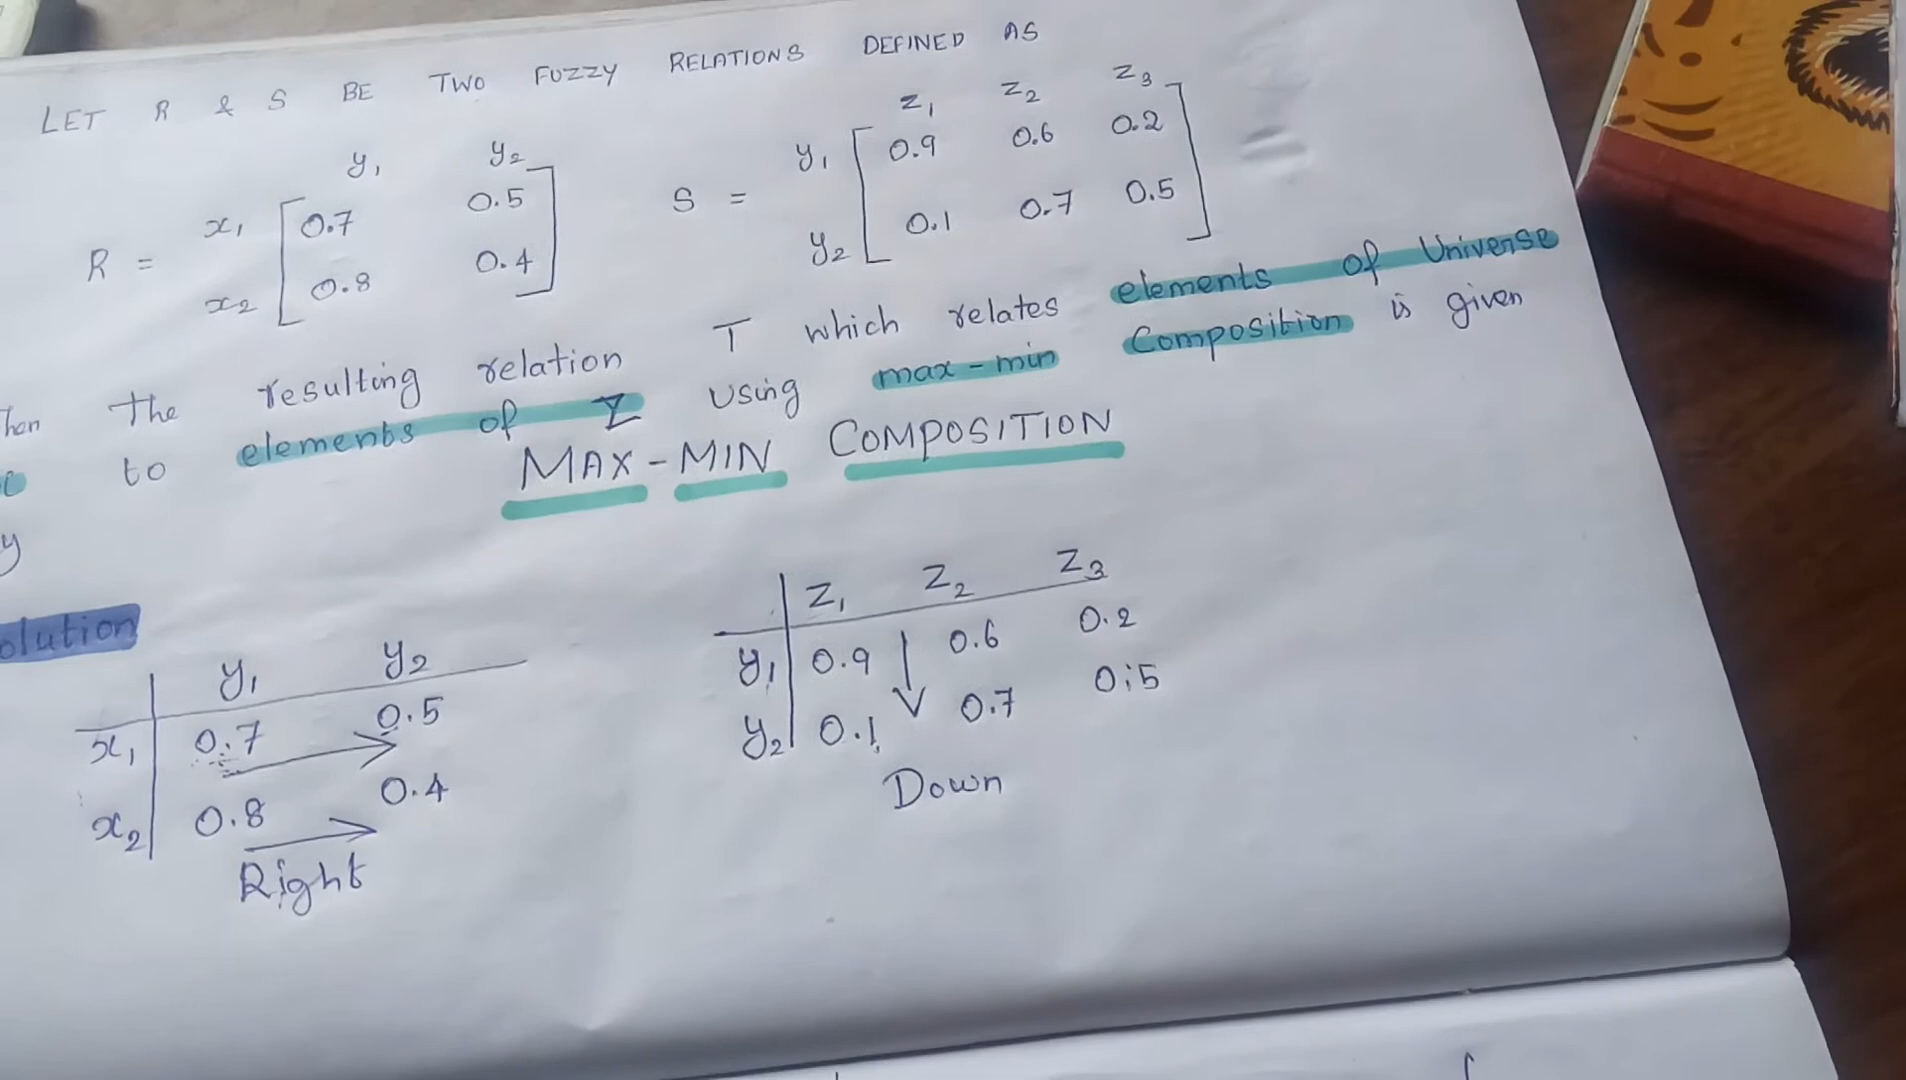 LET R & S BE TWO FUZZY RELATIONS DEFINED AS
y₁ y₂ z₁ z₂ z₃
R = x₁ [ 0.7 0.5 ] S = y₁ [ 0.9 0.6 0.2 ]
x₂ [ 0.8 0.4 ] y₂ [ 0.1 0.7 0.5 ]
the resulting relation T which relates elements of Universe
to elements of Z using max-min Composition is given
y
MAX-MIN COMPOSITION
olution
y₁ y₂
x₁ 0.7 → 0.5
x₂ 0.8 → 0.4
Right
z₁ z₂ z₃
y₁ 0.9 ↓ 0.6 0.2
y₂ 0.1 0.7 0;5
Down